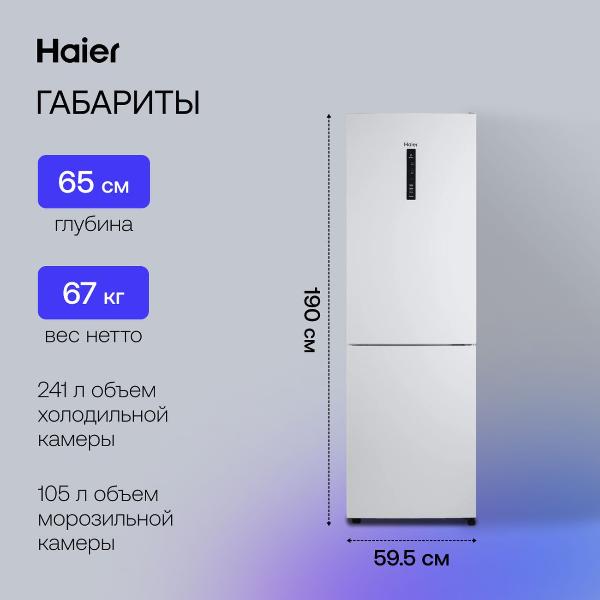 Haier
ГАБАРИТЫ
65 см
глубина
67 кг
вес нетто
241 л объем
холодильной
камеры
105 л объем
морозильной
камеры
Haier
190 см
59.5 см